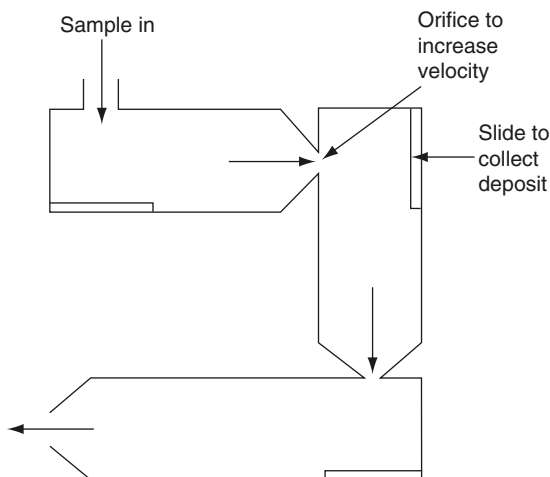 Sample in
Orifice to
increase
velocity
Slide to
collect
deposit